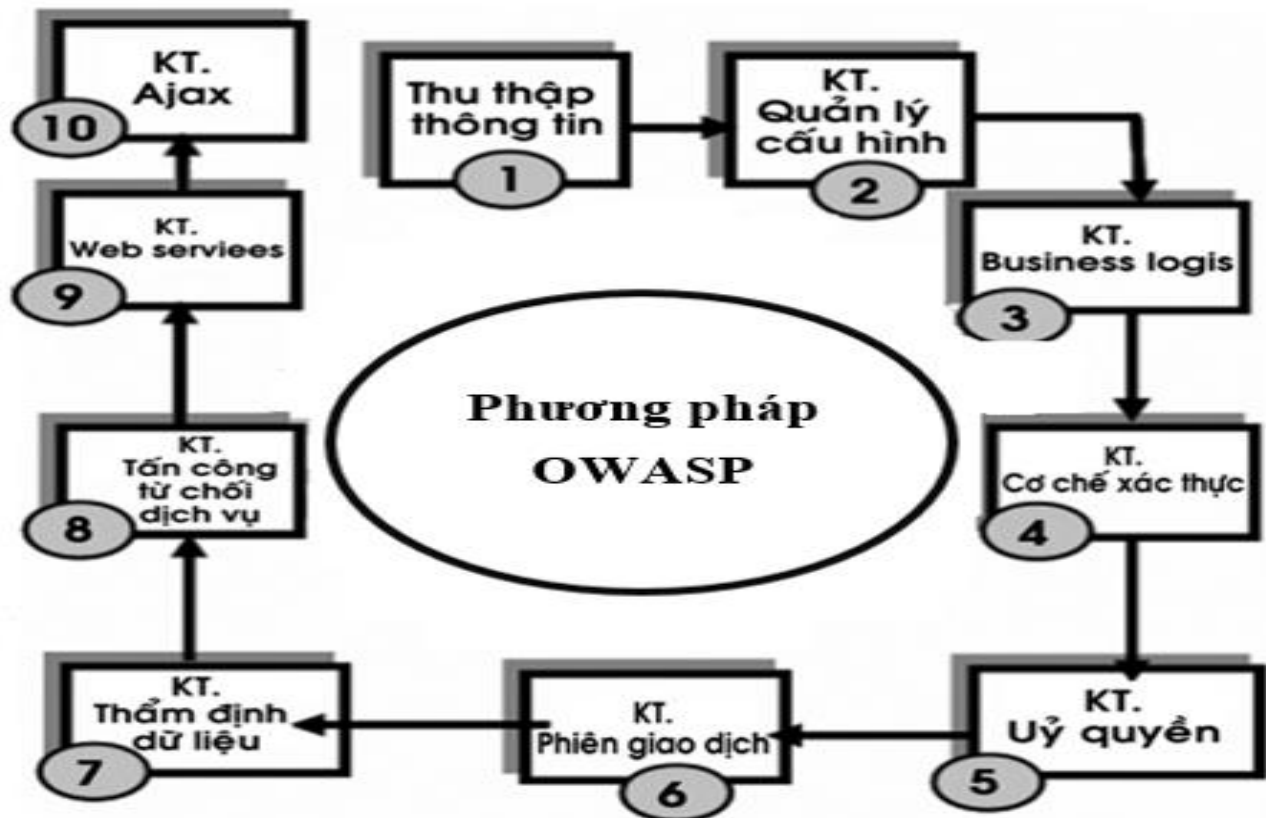 Thu thập
thông tin
1
KT.
Quản lý
cấu hình
2
KT.
Business logis
3
KT.
Cơ chế xác thực
4
KT.
Uỷ quyền
5
KT.
Phiên giao dịch
6
KT.
Thẩm định
dữ liệu
7
KT.
Tấn công
từ chối
dịch vụ
8
KT.
Web serviees
9
KT.
Ajax
10
Phương pháp
OWASP